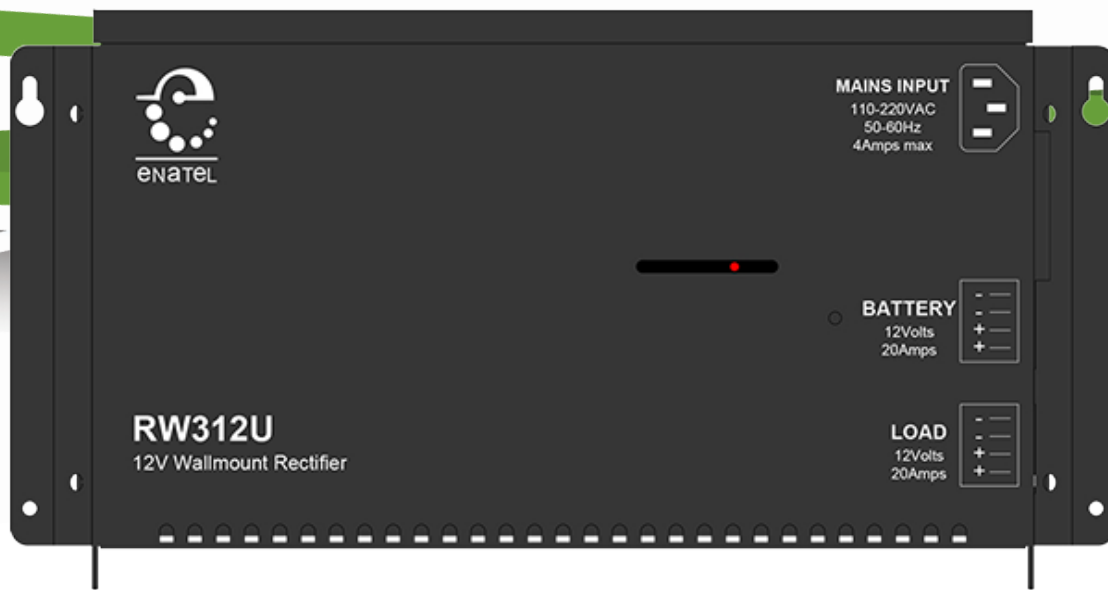 enatel
MAINS INPUT
110-220VAC
50-60Hz
4Amps max
BATTERY
12Volts
20Amps
-
-
+
+
RW312U
12V Wallmount Rectifier
LOAD
12Volts
20Amps
-
-
+
+